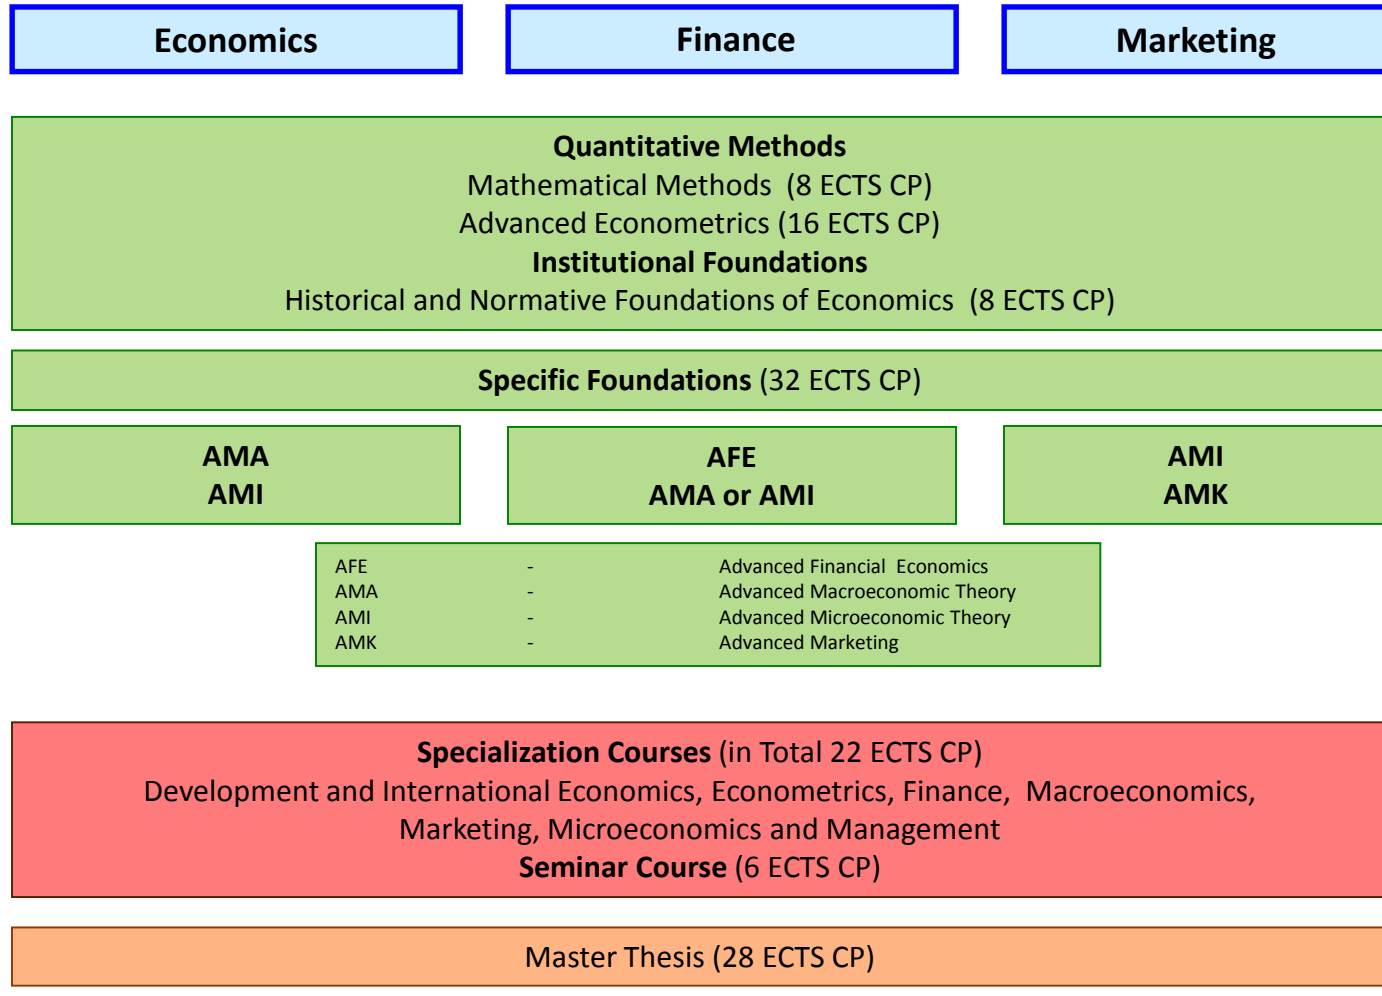 Economics
Finance
Marketing
Quantitative Methods
Mathematical Methods (8 ECTS CP)
Advanced Econometrics (16 ECTS CP)
Institutional Foundations
Historical and Normative Foundations of Economics (8 ECTS CP)
Specific Foundations (32 ECTS CP)
AMA
AMI
AFE
AMA or AMI
AMI
AMK
AFE - Advanced Financial Economics
AMA - Advanced Macroeconomic Theory
AMI - Advanced Microeconomic Theory
AMK - Advanced Marketing
Specialization Courses (in Total 22 ECTS CP)
Development and International Economics, Econometrics, Finance, Macroeconomics,
Marketing, Microeconomics and Management
Seminar Course (6 ECTS CP)
Master Thesis (28 ECTS CP)